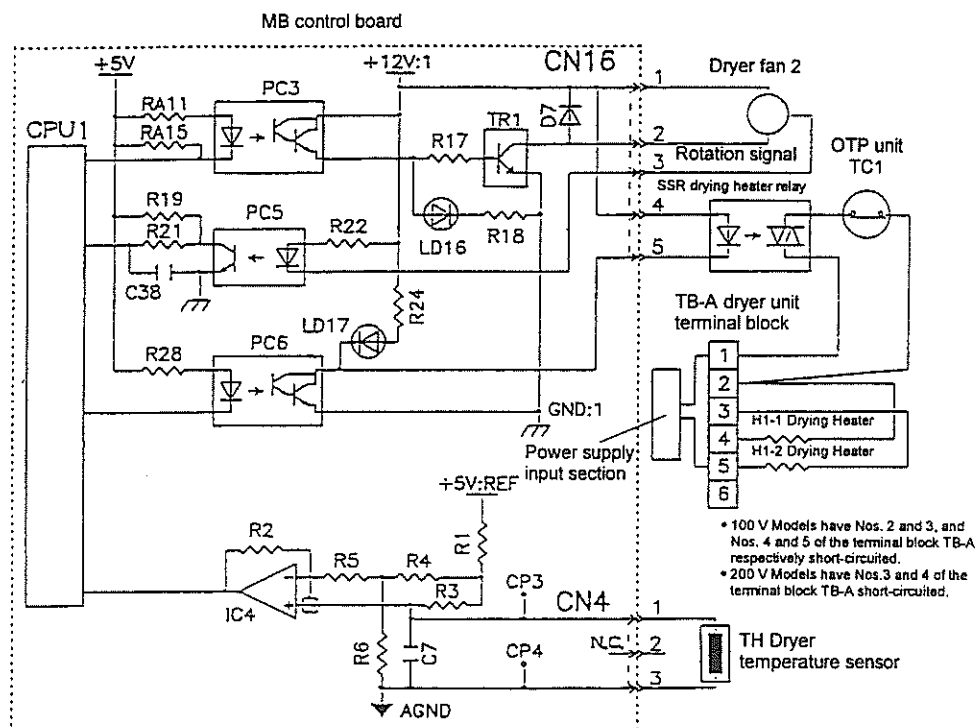 MB control board
+5V
+12V:1
CN16
Dryer fan 2
PC3
RA11
CPU1
RA15
R17
TR1
D7
1
2
Rotation signal
3
OTP unit
TC1
SSR drying heater relay
R19
R21
PC5
R22
LD16
R18
4
5
C38
R24
LD17
TB-A dryer unit
terminal block
R28
PC6
1
2
3
H1-1 Drying Heater
4
H1-2 Drying Heater
5
6
GND:1
Power supply
input section
+5V:REF
• 100 V Models have Nos. 2 and 3, and
Nos. 4 and 5 of the terminal block TB-A
respectively short-circuited.
• 200 V Models have Nos.3 and 4 of the
terminal block TB-A short-circuited.
R2
R1
R5
R4
R3
IC4
CP3
CN4
1
R6
C7
CP4
N.C
2
TH Dryer
temperature sensor
3
AGND